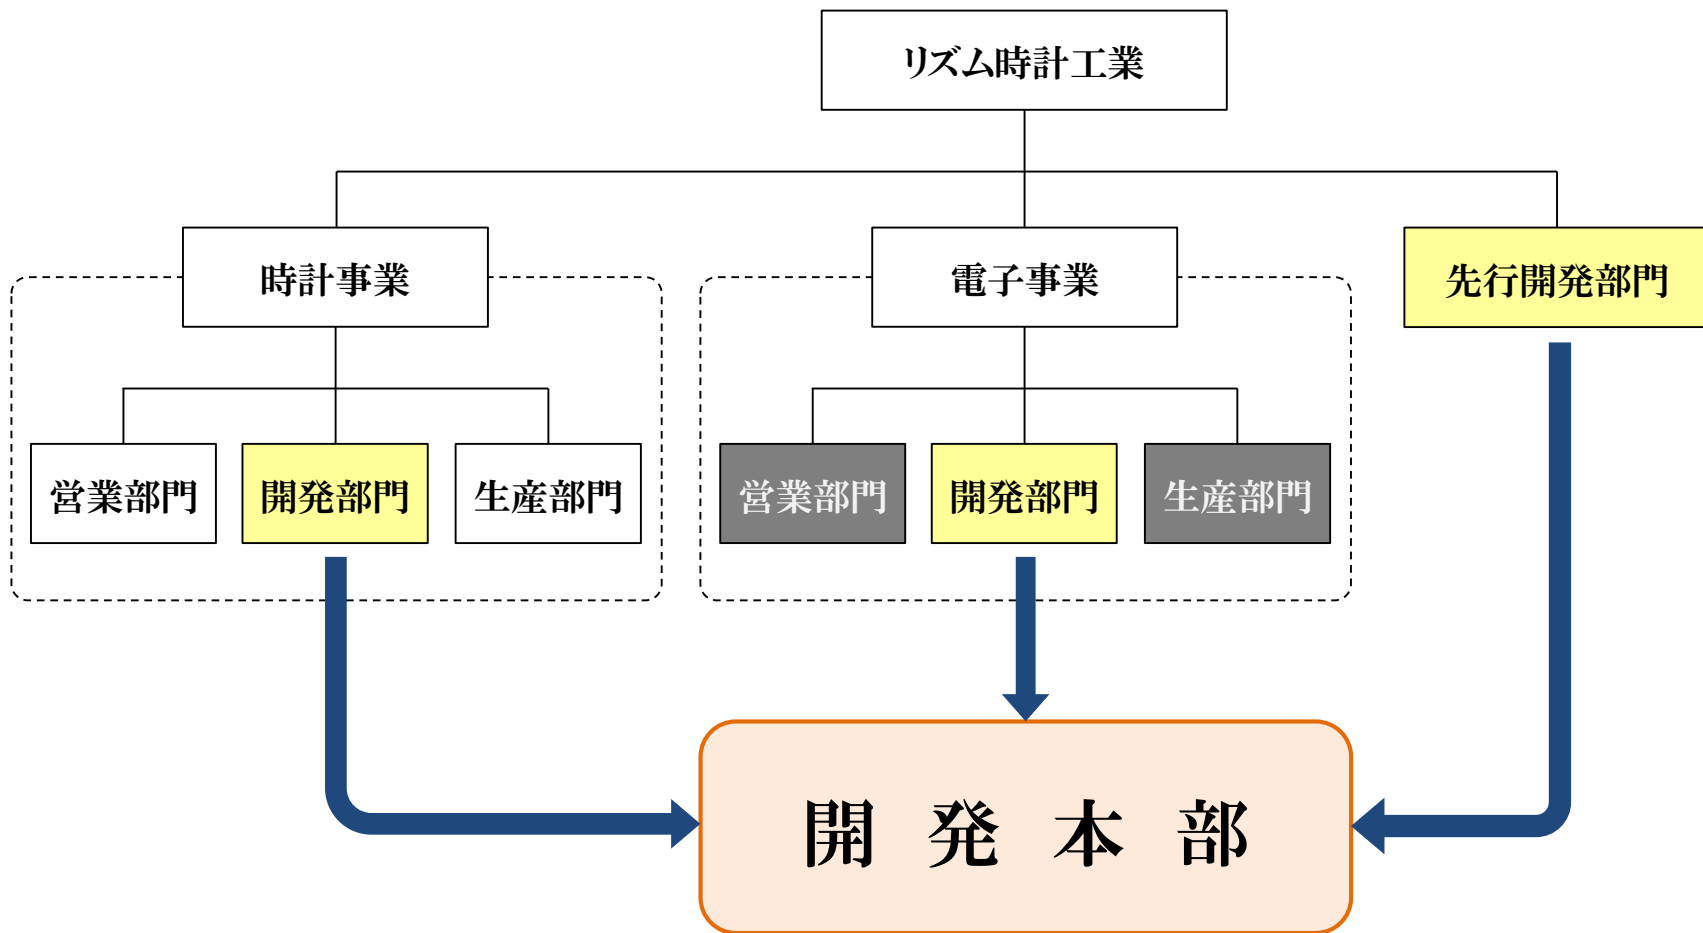 リズム時計工業
時計事業
電子事業
先行開発部門
営業部門
開発部門
生産部門
営業部門
開発部門
生産部門
開発本部